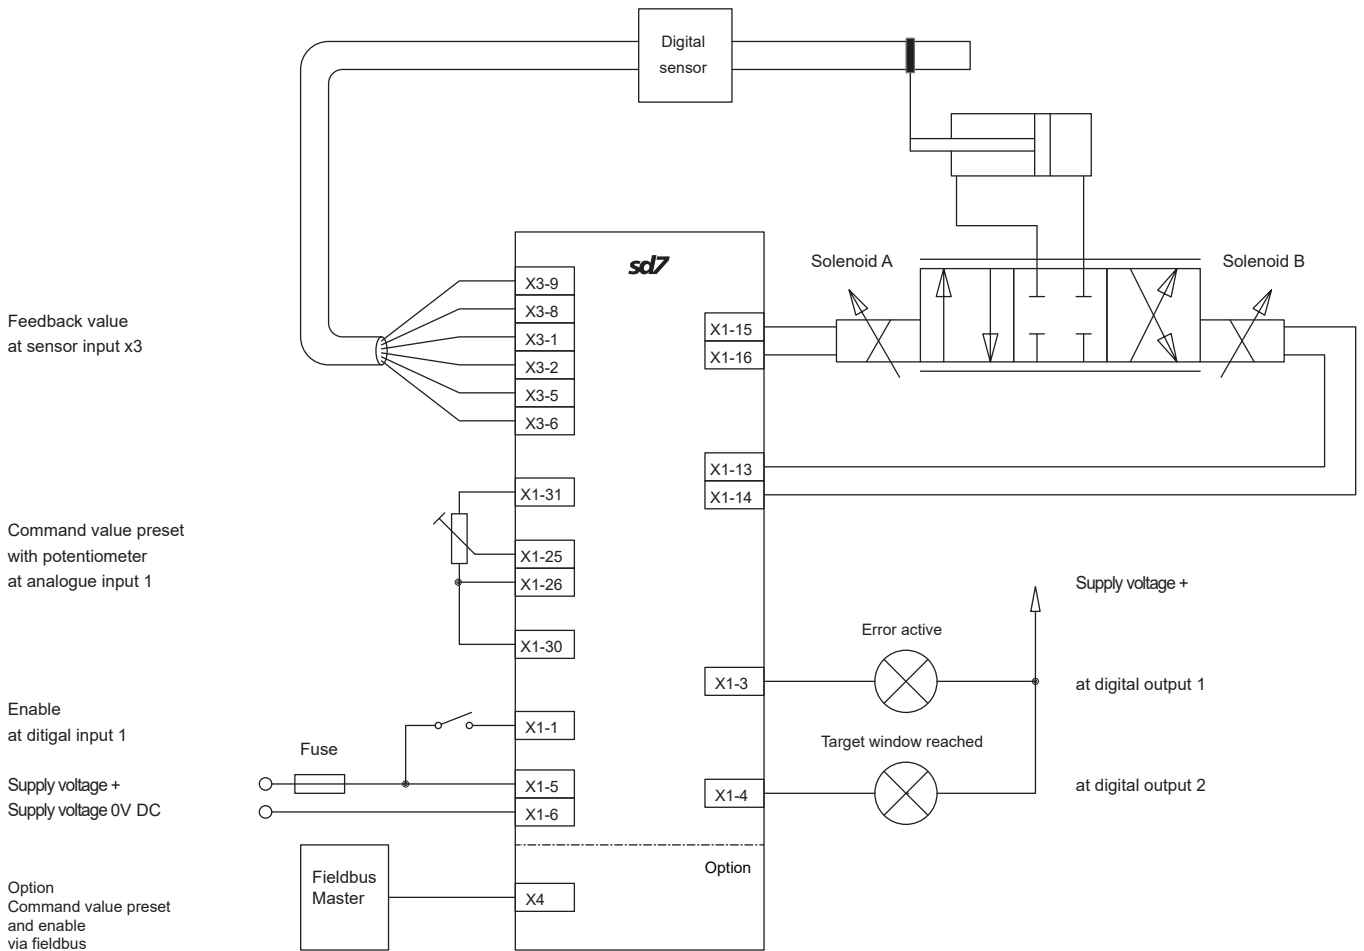 Digital
sensor
sd7
Solenoid A
Solenoid B
Feedback value
at sensor input x3
X3-9
X3-8
X3-1
X3-2
X3-5
X3-6
X1-15
X1-16
X1-13
X1-14
Command value preset
with potentiometer
at analogue input 1
X1-31
X1-25
X1-26
X1-30
Supply voltage +
Error active
X1-3
at digital output 1
Enable
at ditigal input 1
X1-1
Fuse
Target window reached
Supply voltage +
Supply voltage 0V DC
X1-5
X1-6
X1-4
at digital output 2
Option
Fieldbus
Master
X4
Option
Command value preset
and enable
via fieldbus